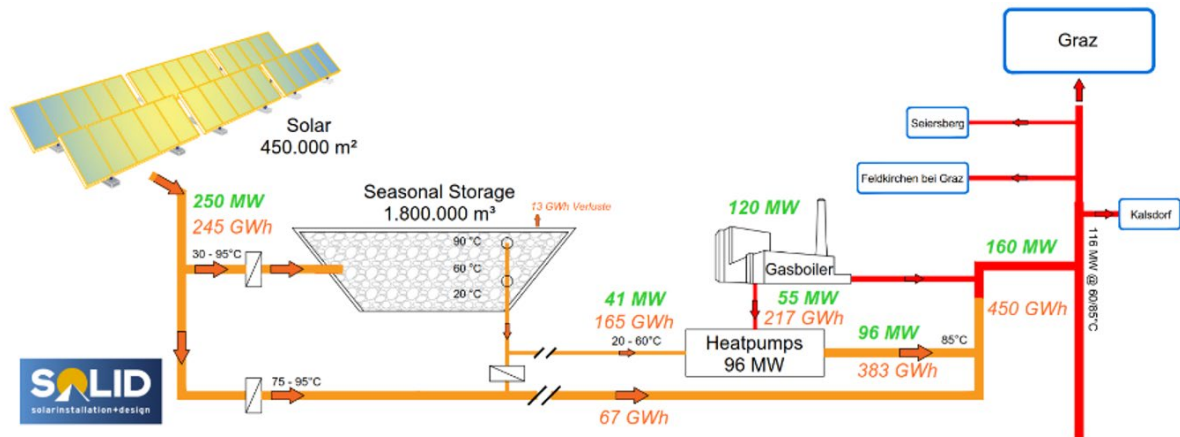 Graz
Seiersberg
Feldkirchen bei Graz
Kalsdorf
Solar
450.000 m²
250 MW
245 GWh
30 - 95°C
Seasonal Storage
1.800.000 m³
13 GWh Verluste
90 °C
60 °C
20 °C
120 MW
Gasboiler
160 MW
116 MW @ 60/85°C
41 MW
165 GWh
20 - 60°C
55 MW
217 GWh
Heatpumps
96 MW
96 MW
383 GWh
85°C
450 GWh
75 - 95°C
67 GWh
SOLID
solarinstallation+design